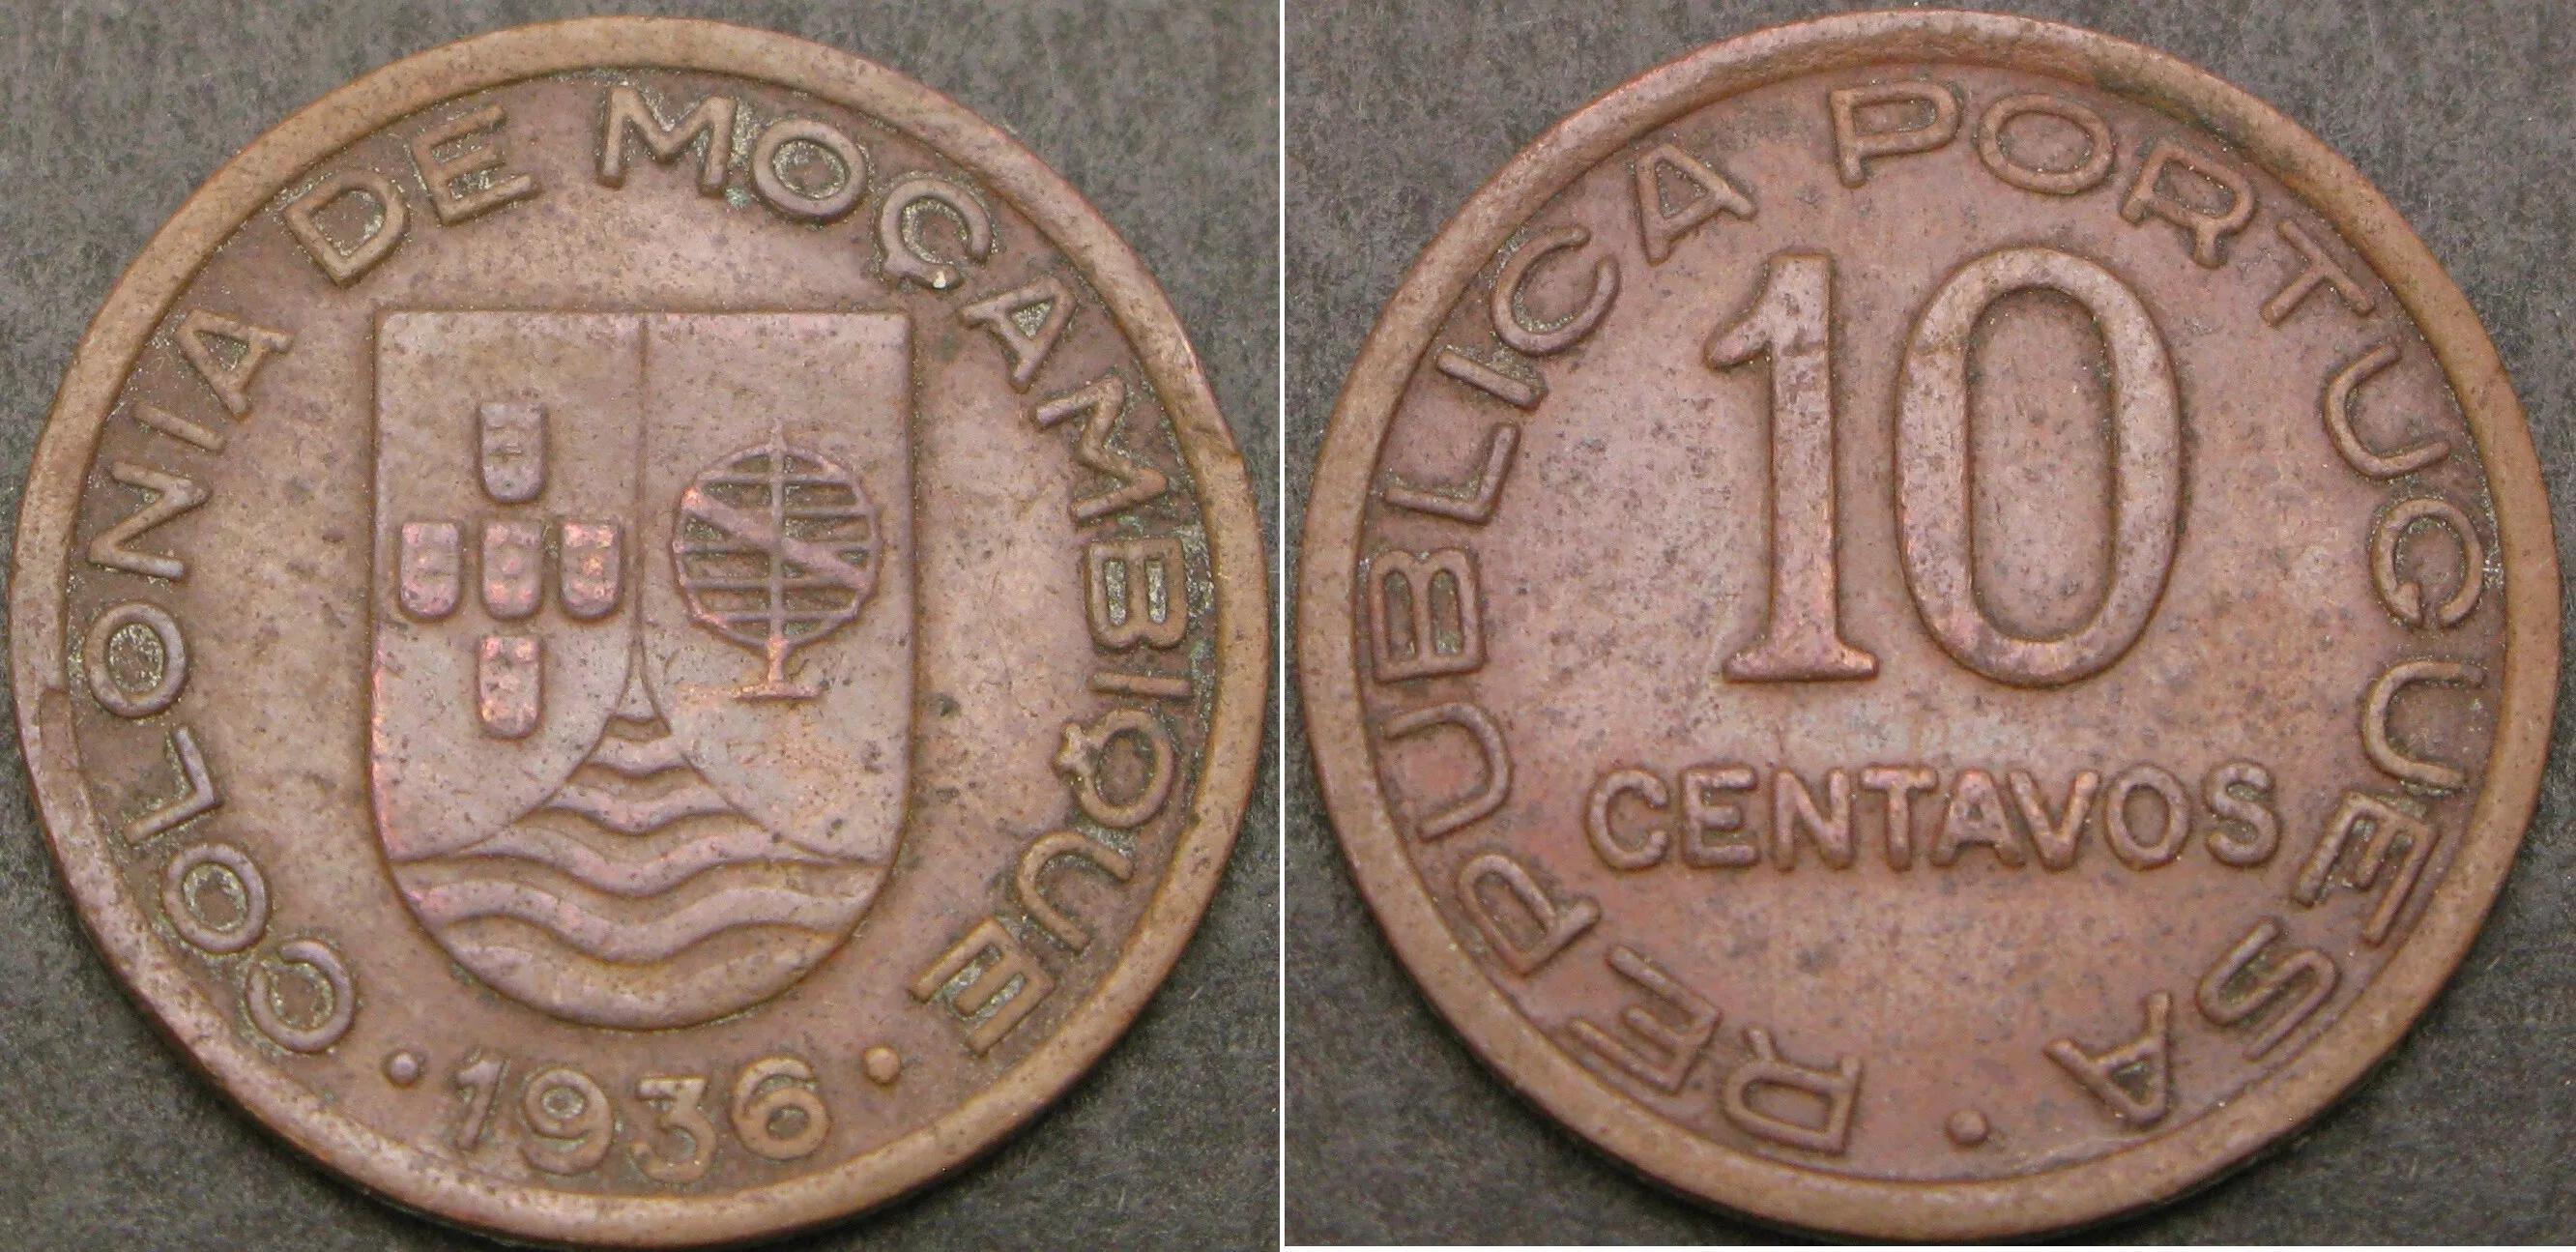 COLONIA DE MOÇAMBIQUE
· 1936 ·
REPUBLICA PORTUGUESA ·
10
CENTAVOS